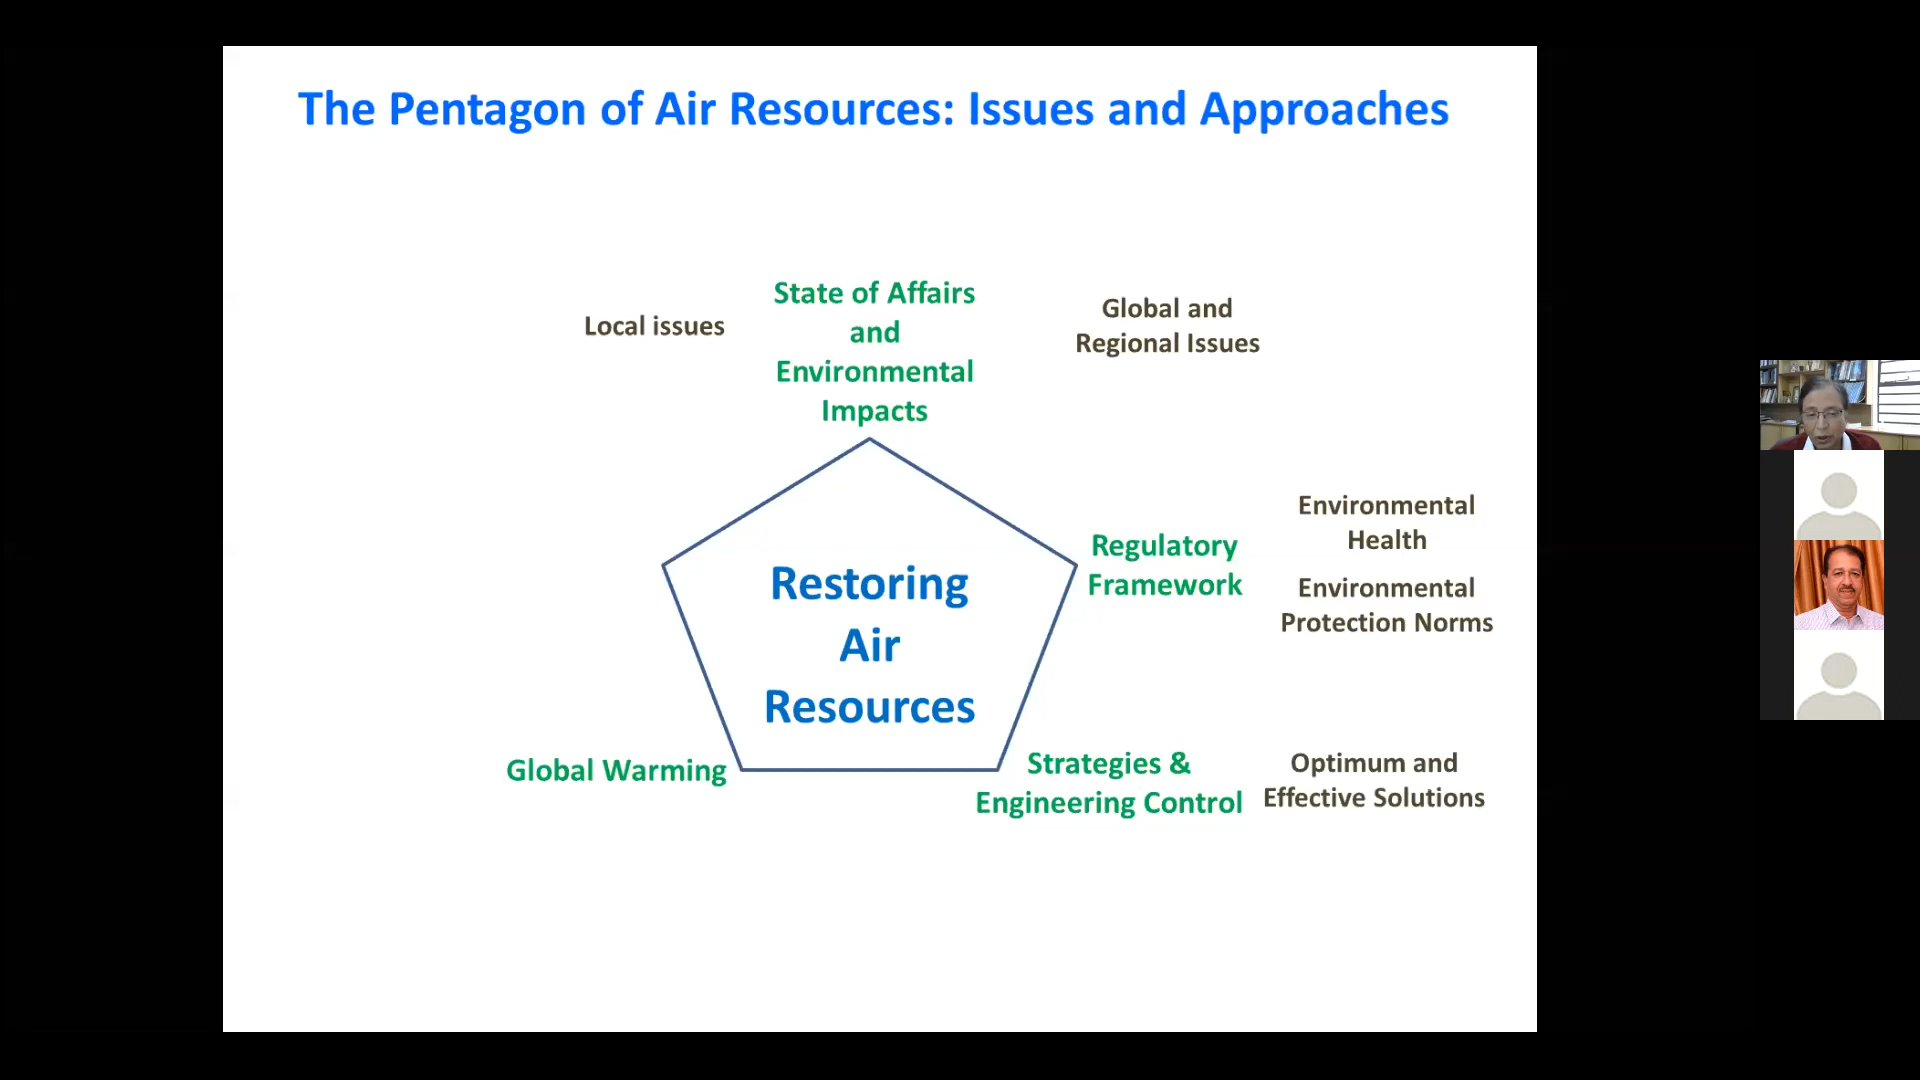 The Pentagon of Air Resources: Issues and Approaches
Local issues
State of Affairs
and
Environmental
Impacts
Global and
Regional Issues
Regulatory
Framework
Environmental
Health
Environmental
Protection Norms
Restoring
Air
Resources
Global Warming
Strategies &
Engineering Control
Optimum and
Effective Solutions